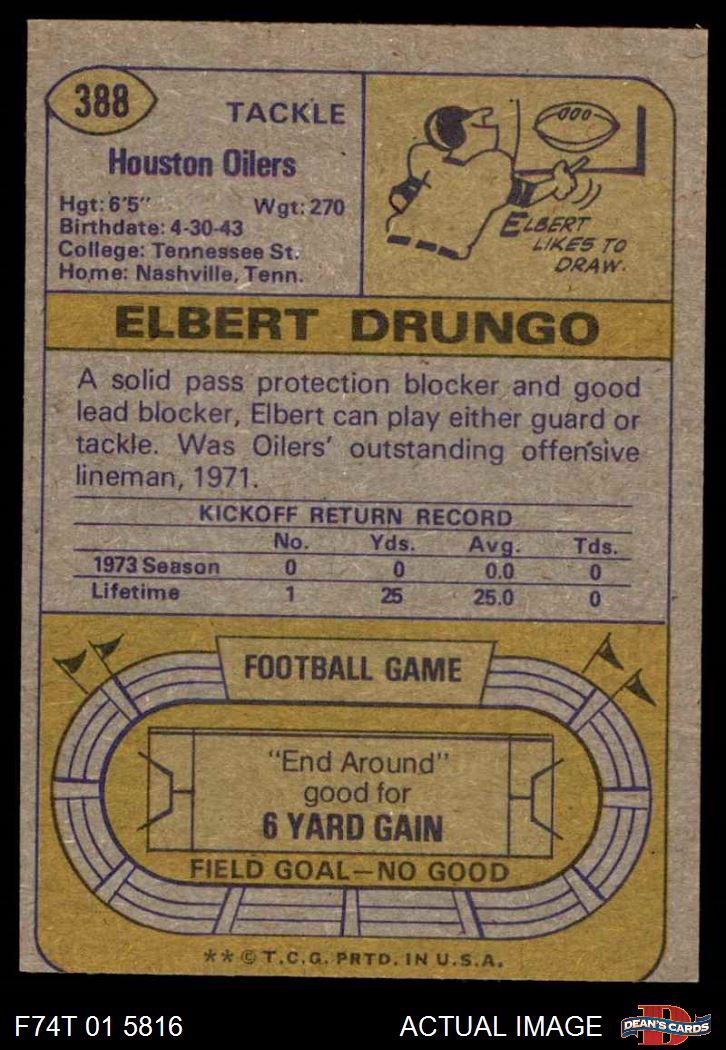 388
TACKLE
Houston Oilers
Hgt: 6'5" Wgt: 270
Birthdate: 4-30-43
College: Tennessee St.
Home: Nashville, Tenn.
ELBERT
LIKES TO
DRAW.
ELBERT DRUNGO
A solid pass protection blocker and good
lead blocker, Elbert can play either guard or
tackle. Was Oilers' outstanding offensive
lineman, 1971.
KICKOFF RETURN RECORD
No. Yds. Avg. Tds.
1973 Season 0 0 0.0 0
Lifetime 1 25 25.0 0
FOOTBALL GAME
"End Around"
good for
6 YARD GAIN
FIELD GOAL—NO GOOD
**© T.C.G. PRTD. IN U.S.A.
F74T 01 5816 ACTUAL IMAGE
D
DEAN'S CARDS